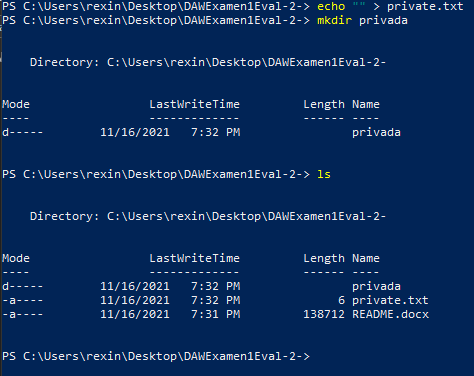 PS C:\Users\rexin\Desktop\DAWExamen1Eval-2-> echo "" > private.txt
PS C:\Users\rexin\Desktop\DAWExamen1Eval-2-> mkdir privada
Directory: C:\Users\rexin\Desktop\DAWExamen1Eval-2-
Mode LastWriteTime Length Name
---- ------------- ------ ----
d----- 11/16/2021 7:32 PM privada
PS C:\Users\rexin\Desktop\DAWExamen1Eval-2-> ls
Directory: C:\Users\rexin\Desktop\DAWExamen1Eval-2-
Mode LastWriteTime Length Name
---- ------------- ------ ----
d----- 11/16/2021 7:32 PM privada
-a---- 11/16/2021 7:32 PM 6 private.txt
-a---- 11/16/2021 7:31 PM 138712 README.docx
PS C:\Users\rexin\Desktop\DAWExamen1Eval-2->